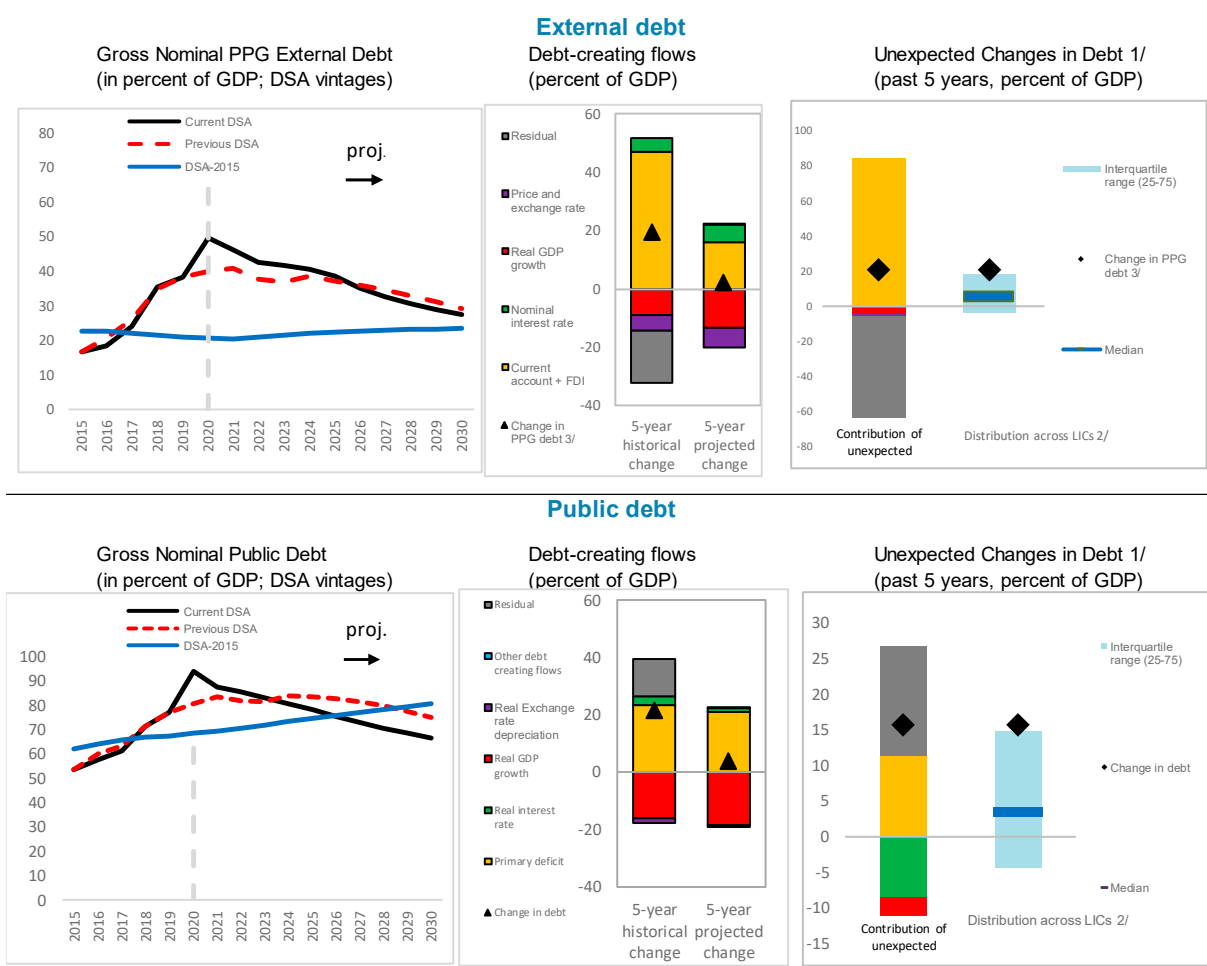 External debt
Gross Nominal PPG External Debt
(in percent of GDP; DSA vintages)
Debt-creating flows
(percent of GDP)
Unexpected Changes in Debt 1/
(past 5 years, percent of GDP)
Current DSA
Previous DSA
DSA-2015
proj.
80
70
60
50
40
30
20
10
0
2015
2016
2017
2018
2019
2020
2021
2022
2023
2024
2025
2026
2027
2028
2029
2030
Residual
Price and
exchange rate
Real GDP
growth
Nominal
interest rate
Current
account + FDI
Change in
PPG debt 3/
60
40
20
0
-20
-40
5-year
historical
change
5-year
projected
change
100
80
60
40
20
0
-20
-40
-60
-80
Interquartile
range (25-75)
Change in PPG
debt 3/
Median
Contribution of
unexpected
Distribution across LICs 2/
Public debt
Gross Nominal Public Debt
(in percent of GDP; DSA vintages)
Debt-creating flows
(percent of GDP)
Unexpected Changes in Debt 1/
(past 5 years, percent of GDP)
Current DSA
Previous DSA
DSA-2015
proj.
100
90
80
70
60
50
40
30
20
10
0
2015
2016
2017
2018
2019
2020
2021
2022
2023
2024
2025
2026
2027
2028
2029
2030
Residual
Other debt
creating flows
Real Exchange
rate
depreciation
Real GDP
growth
Real interest
rate
Primary deficit
Change in debt
60
40
20
0
-20
-40
5-year
historical
change
5-year
projected
change
30
25
20
15
10
5
0
-5
-10
-15
Interquartile
range (25-75)
Change in debt
Median
Contribution of
unexpected
Distribution across LICs 2/